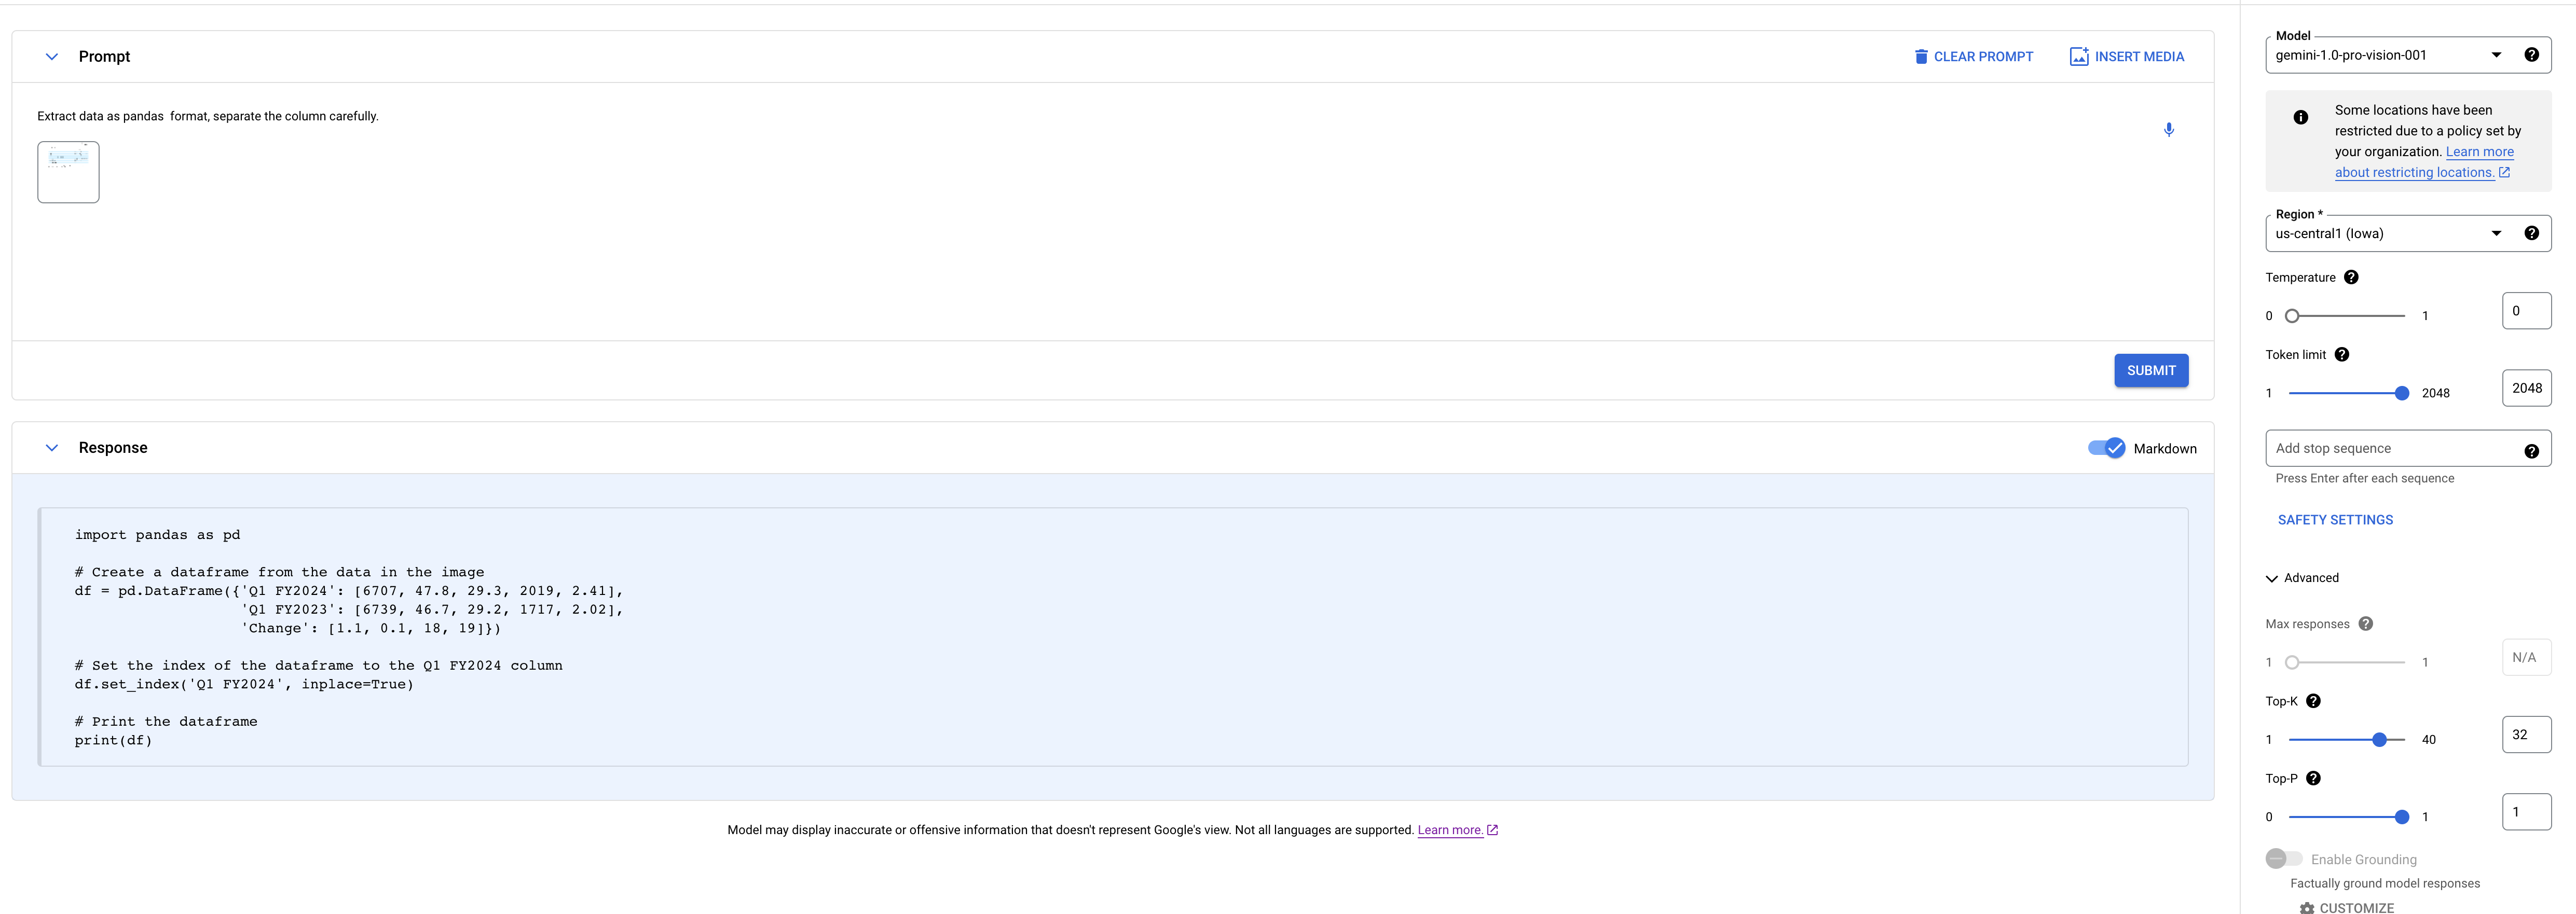 Prompt
CLEAR PROMPT
INSERT MEDIA
Extract data as pandas  format, separate the column carefully.
SUBMIT
Response
Markdown
import pandas as pd
# Create a dataframe from the data in the image
df = pd.DataFrame({'Q1 FY2024': [6707, 47.8, 29.3, 2019, 2.41],
'Q1 FY2023': [6739, 46.7, 29.2, 1717, 2.02],
'Change': [1.1, 0.1, 18, 19]})
# Set the index of the dataframe to the Q1 FY2024 column
df.set_index('Q1 FY2024', inplace=True)
# Print the dataframe
print(df)
Model may display inaccurate or offensive information that doesn't represent Google's view. Not all languages are supported. Learn more.
Model
gemini-1.0-pro-vision-001
Some locations have been
restricted due to a policy set by
your organization. Learn more
about restricting locations.
Region *
us-central1 (Iowa)
Temperature
0 1 0
Token limit
1 2048 2048
Add stop sequence
Press Enter after each sequence
SAFETY SETTINGS
Advanced
Max responses
1 1 N/A
Top-K
1 40 32
Top-P
0 1 1
Enable Grounding
Factually ground model responses
CUSTOMIZE